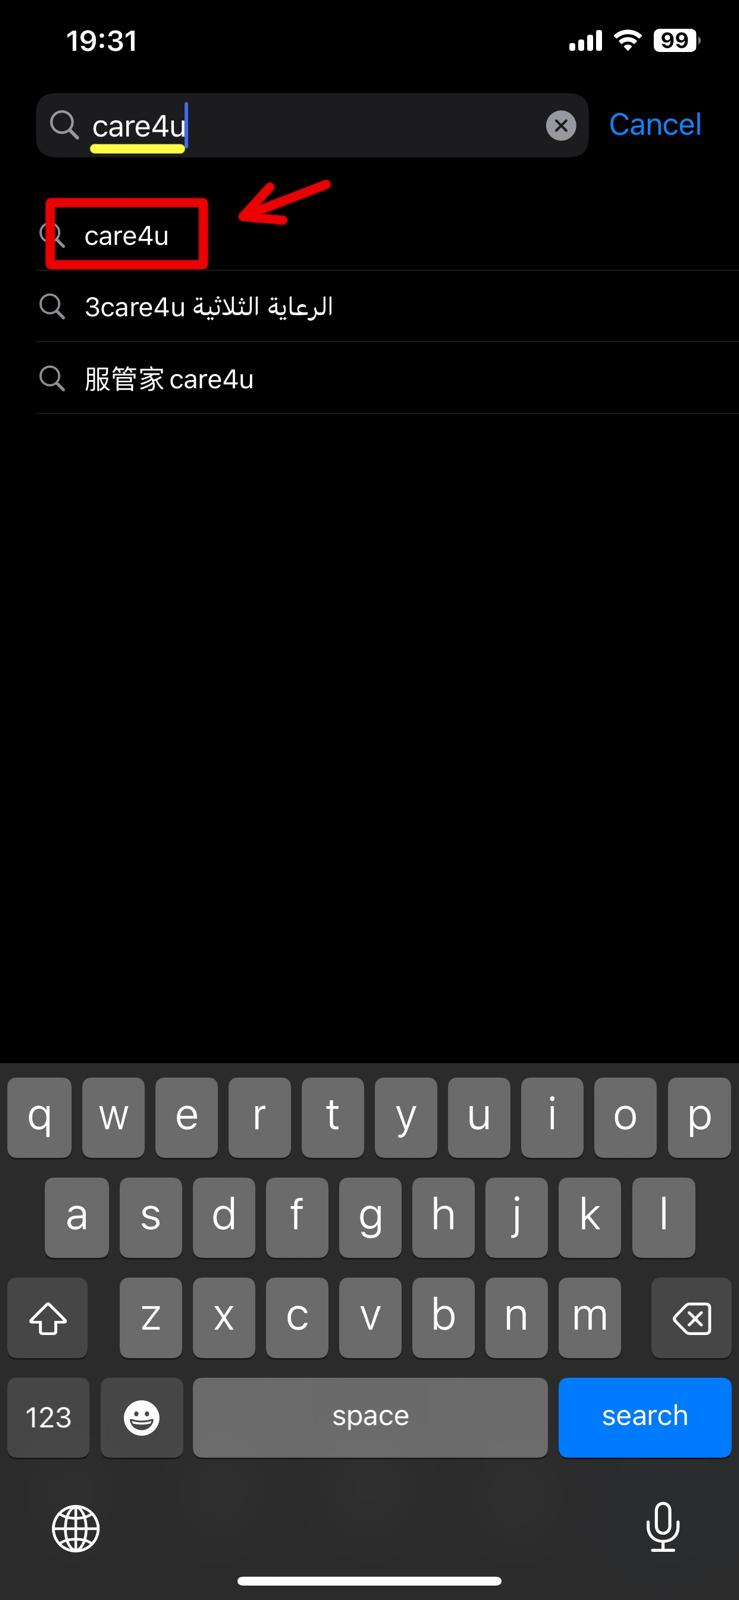 19:31
99
care4u
Cancel
care4u
3care4u الرعاية الثلاثية
服管家 care4u
q w e r t y u i o p
a s d f g h j k l
z x c v b n m
123 space search